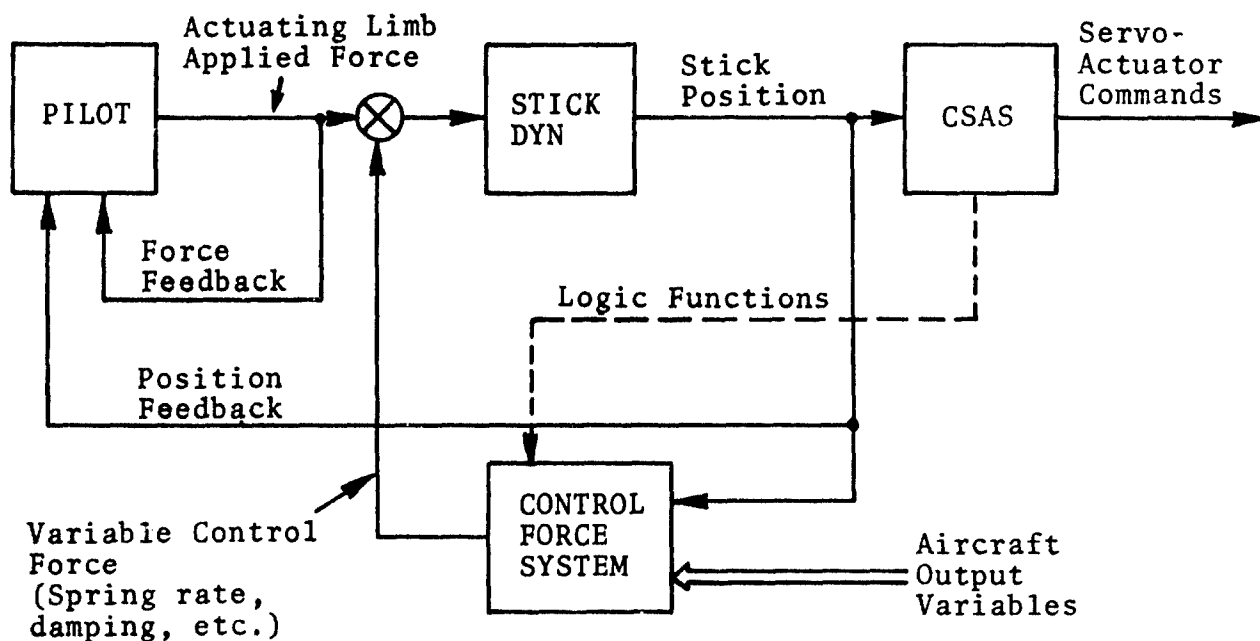 Actuating Limb
Applied Force
PILOT
STICK
DYN
Stick
Position
CSAS
Servo-
Actuator
Commands
Force
Feedback
Logic Functions
Position
Feedback
CONTROL
FORCE
SYSTEM
Variable Control
Force
(Spring rate,
damping, etc.)
Aircraft
Output
Variables